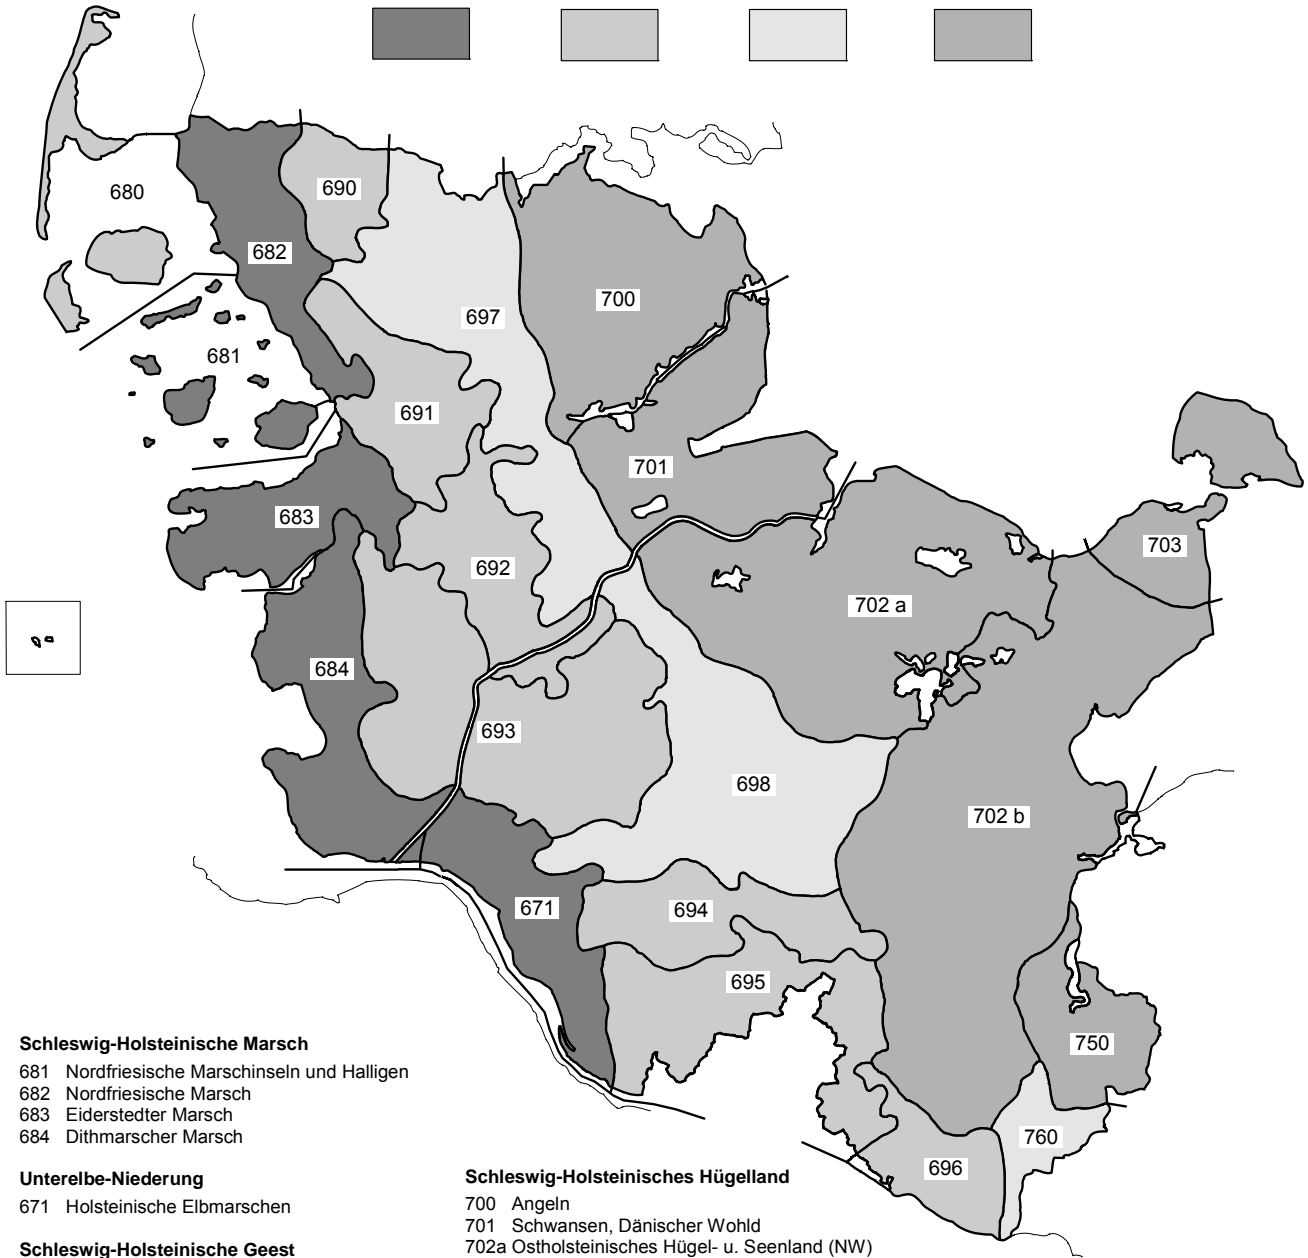 680
690
682
700
697
681
691
701
683
703
692
702 a
684
693
698
702 b
671
694
695
750
760
696
Schleswig-Holsteinische Marsch
681 Nordfriesische Marschinseln und Halligen
682 Nordfriesische Marsch
683 Eiderstedter Marsch
684 Dithmarscher Marsch
Unterelbe-Niederung
671 Holsteinische Elbmarschen
Schleswig-Holsteinische Geest
Schleswig-Holsteinisches Hügelland
700 Angeln
701 Schwansen, Dänischer Wohld
702a Ostholsteinisches Hügel- u. Seenland (NW)